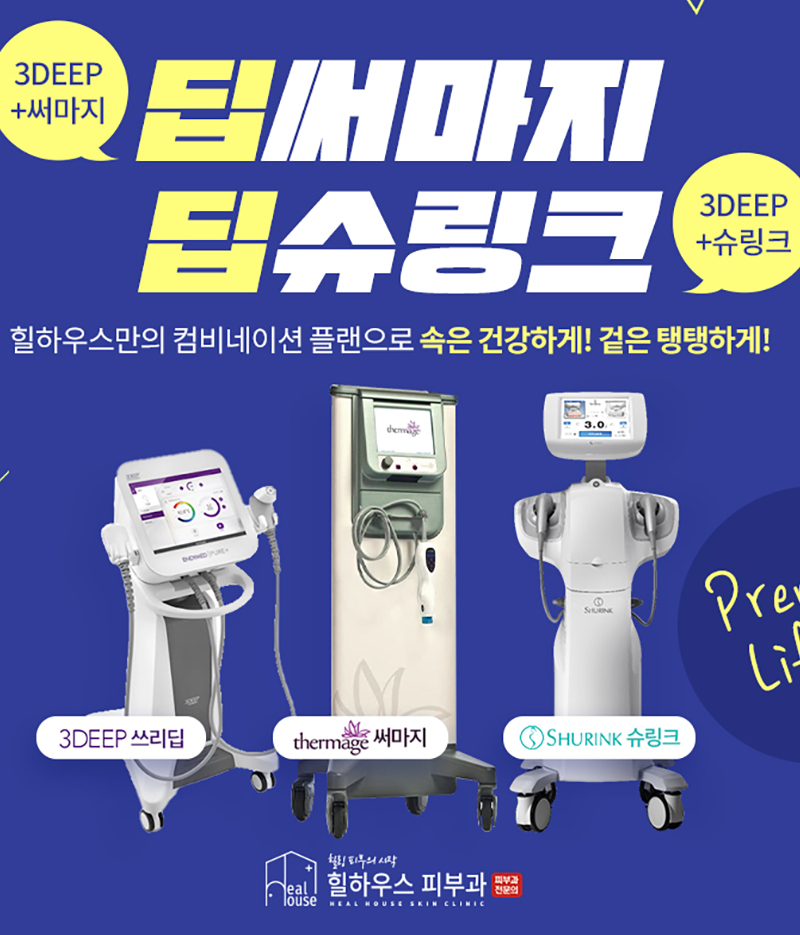 3DEEP
+써마지
딥써마지
딥슈링크
3DEEP
+슈링크
힐하우스만의 컴비네이션 플랜으로 속은 건강하게! 겉은 탱탱하게!
thermage
3.0
SHURINK
3DEEP 쓰리딥
thermage 써마지
SHURINK 슈링크
Heal House
힐링 피부의 시작
힐하우스 피부과
피부과
전문의
HEAL HOUSE SKIN CLINIC